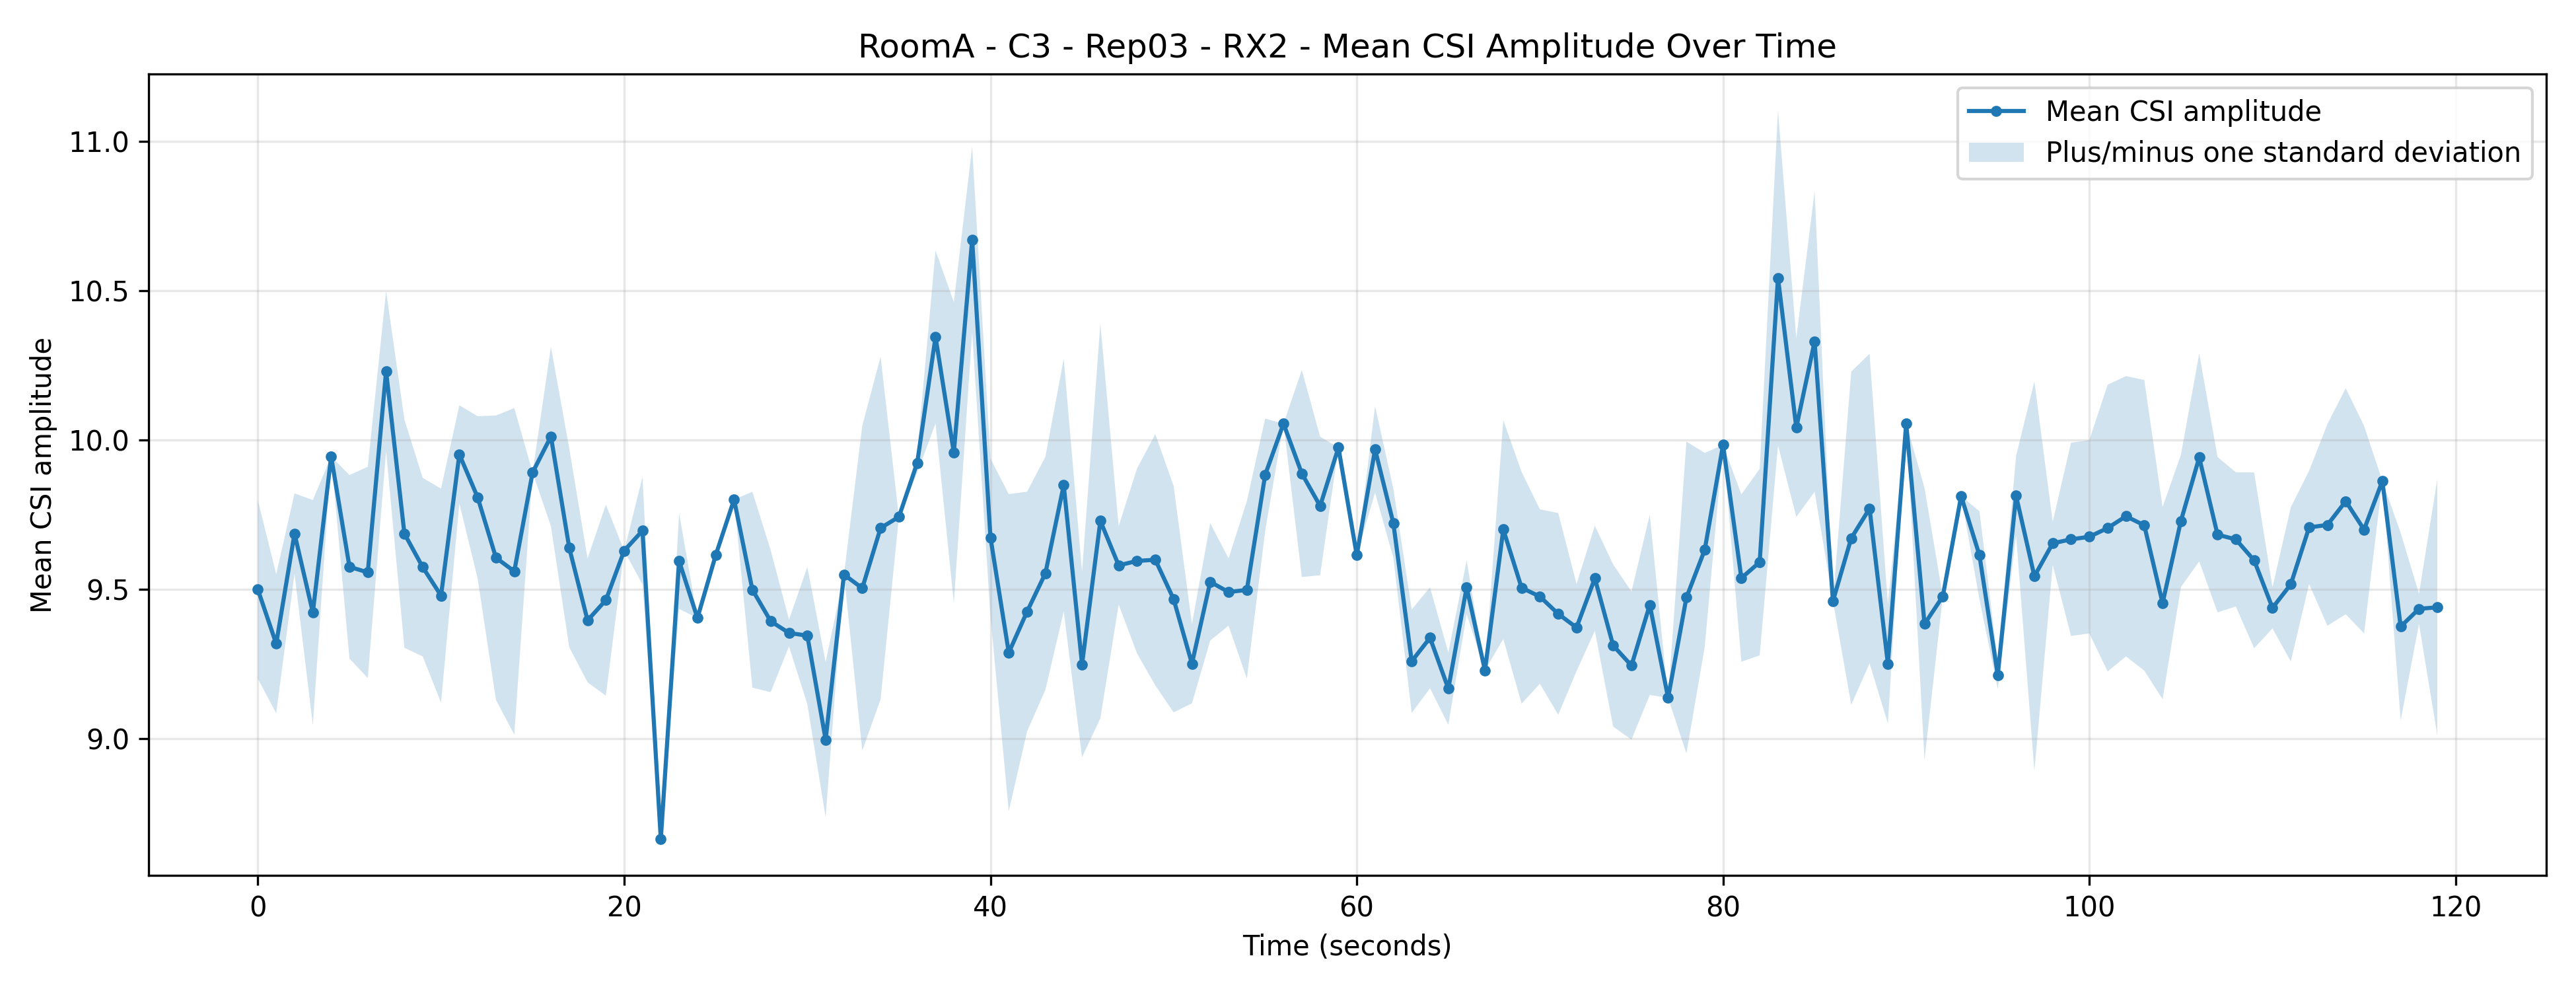 RoomA - C3 - Rep03 - RX2 - Mean CSI Amplitude Over Time
Mean CSI amplitude
Plus/minus one standard deviation
Mean CSI amplitude
11.0
10.5
10.0
9.5
9.0
0 20 40 60 80 100 120
Time (seconds)